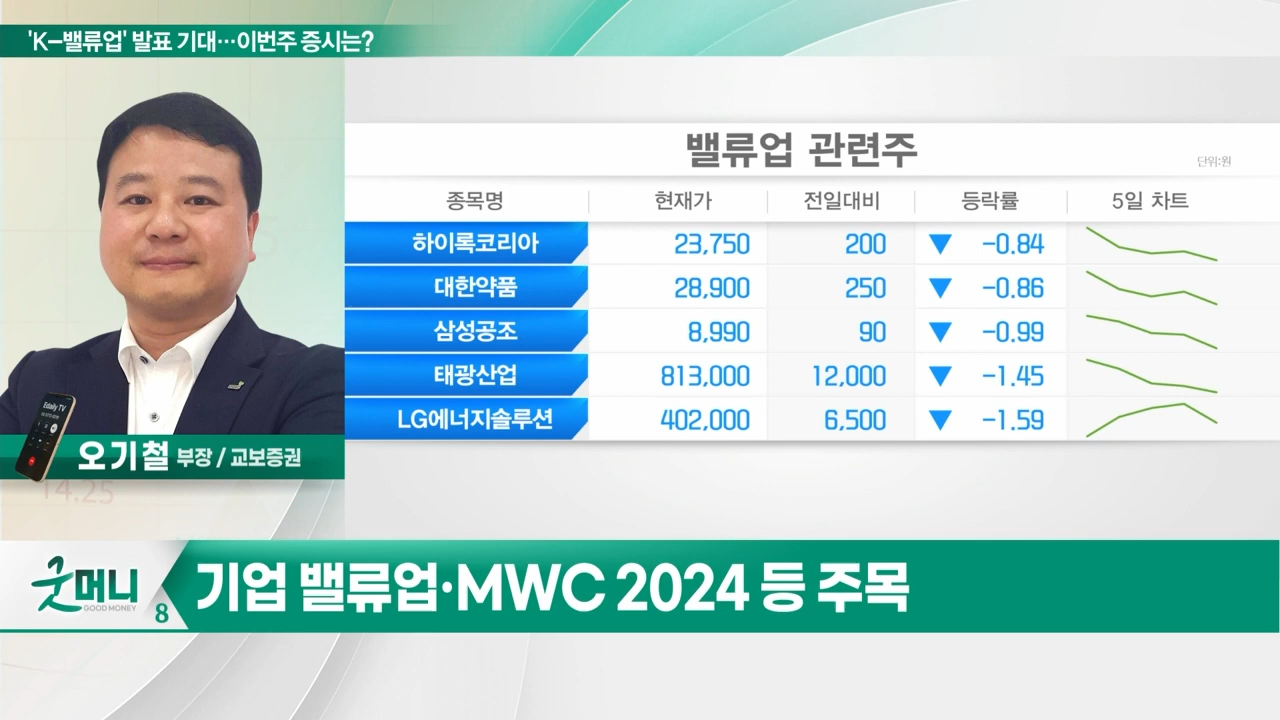 'K-밸류업' 발표 기대…이번주 증시는?
밸류업 관련주
단위:원
종목명 현재가 전일대비 등락률 5일 차트
하이록코리아 23,750 200 ▼ -0.84
대한약품 28,900 250 ▼ -0.86
삼성공조 8,990 90 ▼ -0.99
태광산업 813,000 12,000 ▼ -1.45
LG에너지솔루션 402,000 6,500 ▼ -1.59
Edaily TV
오기철 부장 / 교보증권
14.25
굿머니
GOOD MONEY
8
기업 밸류업·MWC 2024 등 주목